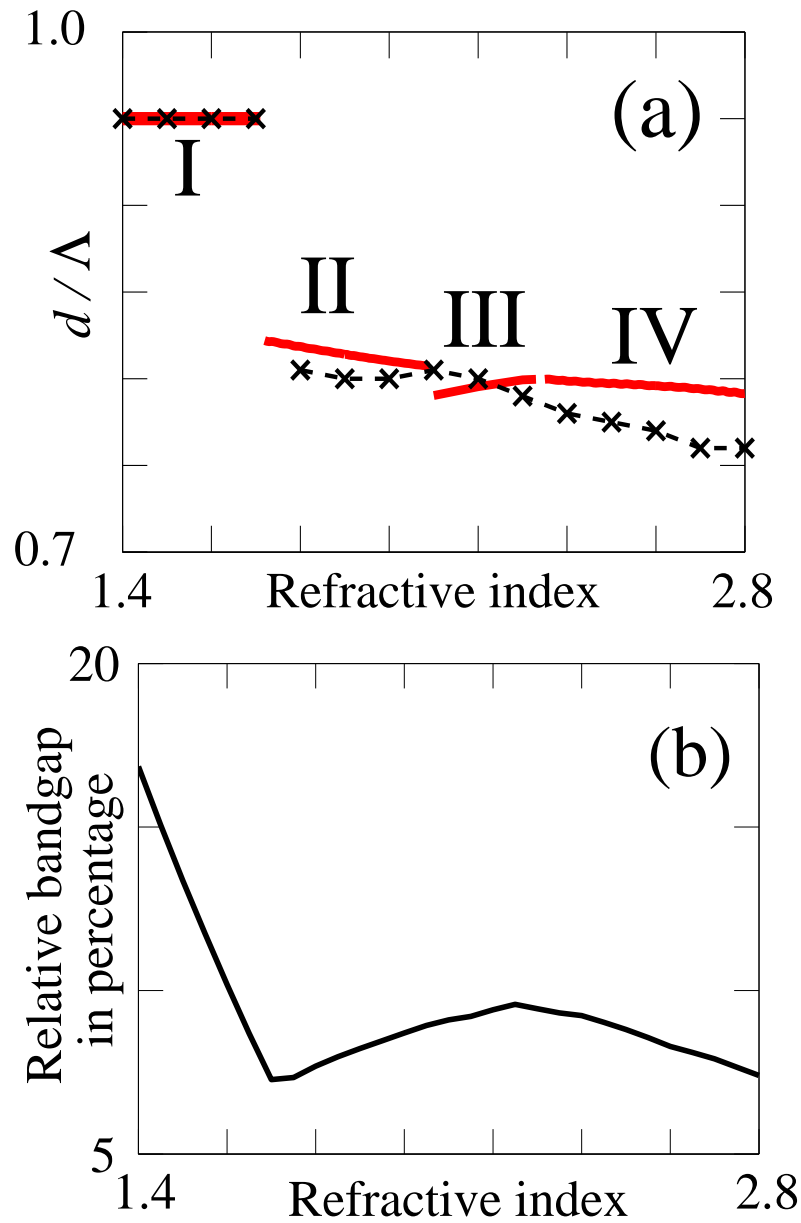 1.0
(a)
I
II
III
IV
d / Λ
0.7
1.4
Refractive index
2.8
20
(b)
Relative bandgap
in percentage
5
1.4
Refractive index
2.8